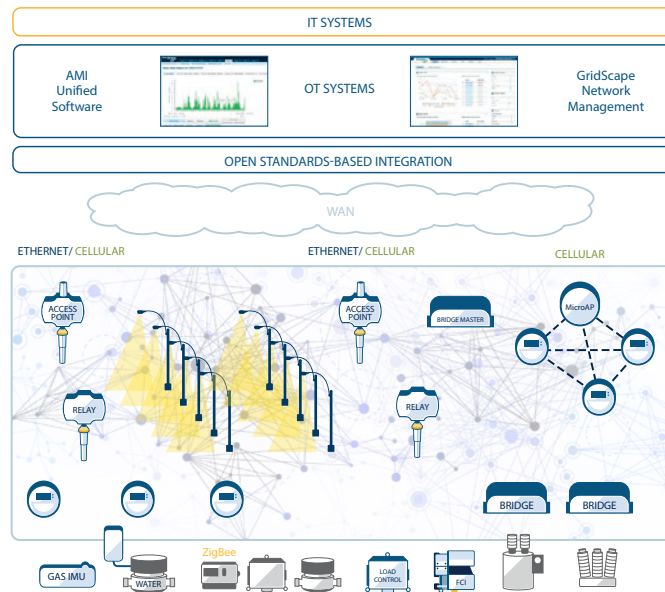 IT SYSTEMS
AMI
Unified
Software
OT SYSTEMS
GridScape
Network
Management
OPEN STANDARDS-BASED INTEGRATION
WAN
ETHERNET/ CELLULAR
ETHERNET/ CELLULAR
CELLULAR
ACCESS
POINT
ACCESS
POINT
BRIDGE MASTER
MicroAP
RELAY
RELAY
BRIDGE
BRIDGE
ZigBee
GAS IMU
WATER
LOAD
CONTROL
FCI